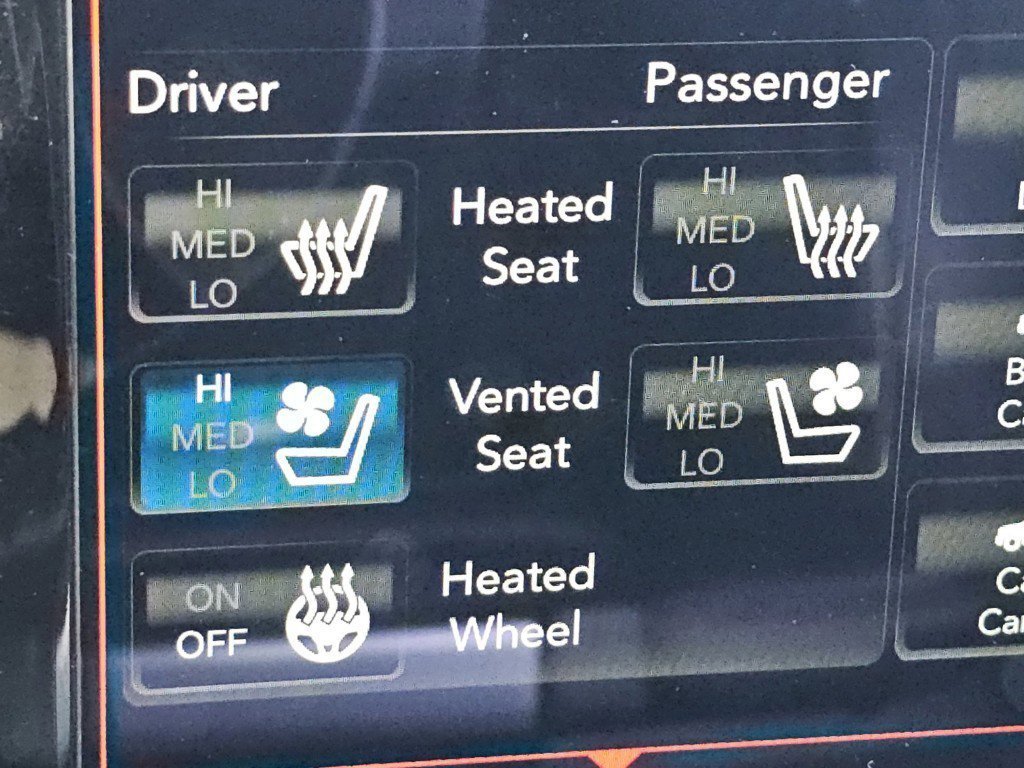 Driver
Passenger
HI
MED
LO
Heated
Seat
HI
MED
LO
HI
MED
LO
Vented
Seat
HI
MED
LO
ON
OFF
Heated
Wheel